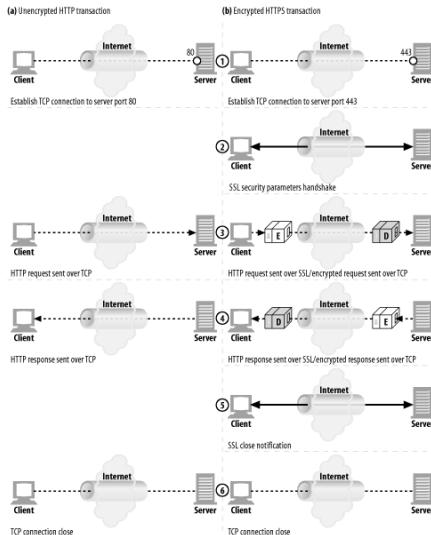 (a) Unencrypted HTTP transaction
(b) Encrypted HTTPS transaction
Internet
80
Client
Server
Establish TCP connection to server port 80
1
Internet
443
Client
Server
Establish TCP connection to server port 443
2
Internet
Client
Server
SSL security parameters handshake
Internet
Client
Server
HTTP request sent over TCP
3
Internet
E
D
Client
Server
HTTP request sent over SSL/encrypted request sent over TCP
Internet
Client
Server
HTTP response sent over TCP
4
Internet
D
E
Client
Server
HTTP response sent over SSL/encrypted response sent over TCP
5
Internet
Client
Server
SSL close notification
Internet
Client
Server
TCP connection close
6
Internet
Client
Server
TCP connection close